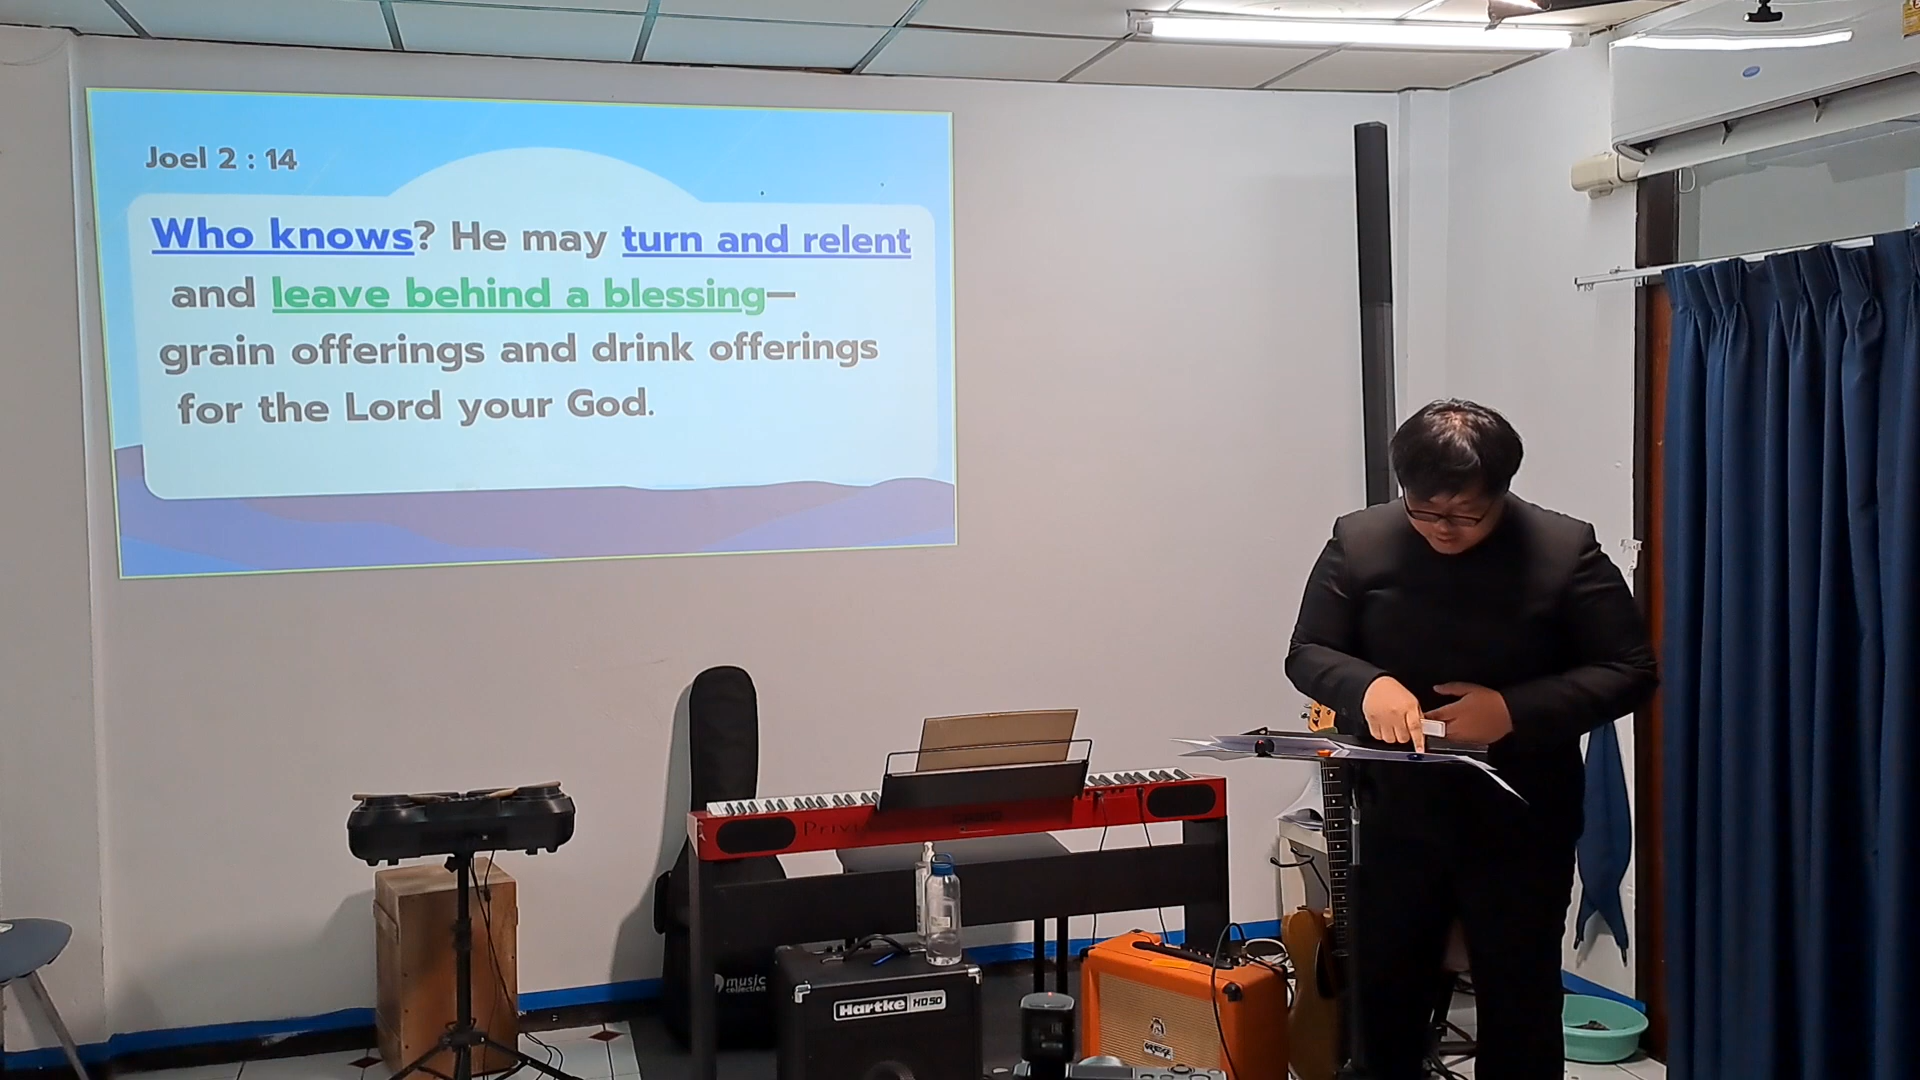 Joel 2 : 14
Who knows? He may turn and relent
and leave behind a blessing—
grain offerings and drink offerings
for the Lord your God.
music
collection
Hartke HD50